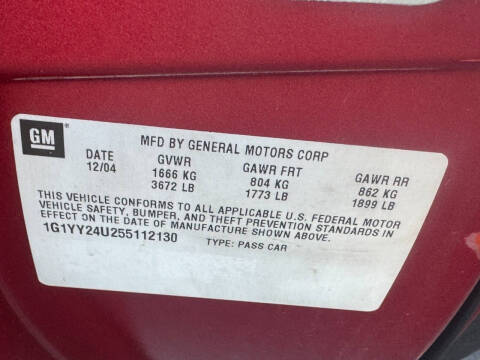 GM
MFD BY GENERAL MOTORS CORP
DATE GVWR GAWR FRT GAWR RR
12/04 1666 KG 804 KG 862 KG
3672 LB 1773 LB 1899 LB
THIS VEHICLE CONFORMS TO ALL APPLICABLE U.S. FEDERAL MOTOR
VEHICLE SAFETY, BUMPER, AND THEFT PREVENTION STANDARDS IN
EFFECT ON THE DATE OF MANUFACTURE SHOWN ABOVE.
1G1YY24U255112130 TYPE: PASS CAR